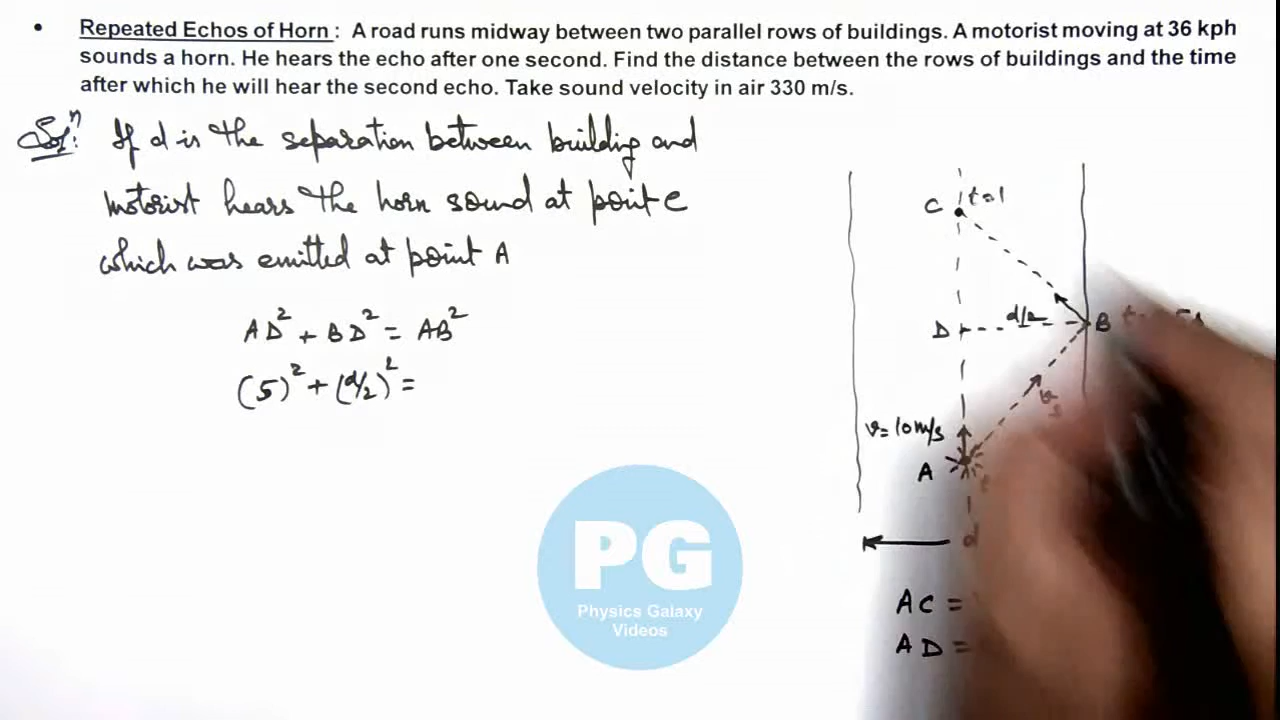 • Repeated Echos of Horn : A road runs midway between two parallel rows of buildings. A motorist moving at 36 kph
sounds a horn. He hears the echo after one second. Find the distance between the rows of buildings and the time
after which he will hear the second echo. Take sound velocity in air 330 m/s.
Solⁿ: If d is the separation between building and
motorist hears the horn sound at point C
which was emitted at point A
AD² + BD² = AB²
(5)² + (d/2)² =
C t=1
D d/2 B
v=10m/s
A
d
AC =
AD =
PG
Physics Galaxy
Videos